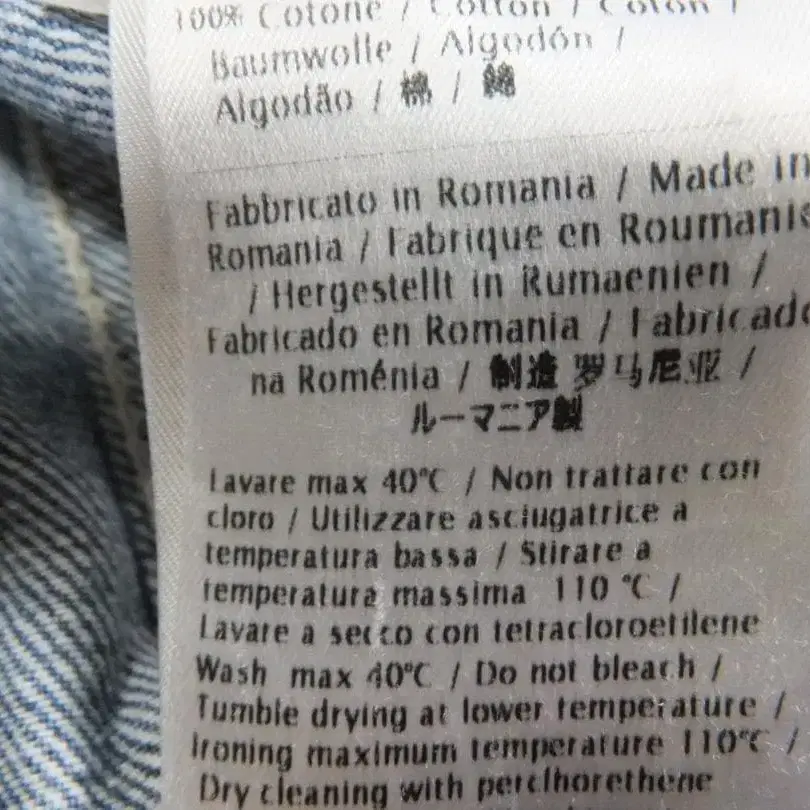 100% Cotone / Cotton / Coton /
Baumwolle / Algodón /
Algodão / 棉 / 綿
Fabbricato in Romania / Made in
Romania / Fabrique en Roumanie
/ Hergestellt in Rumaenien /
Fabricado en Romania / Fabricado
na Roménia / 制造 罗马尼亚 /
ルーマニア製
Lavare max 40°C / Non trattare con
cloro / Utilizzare asciugatrice a
temperatura bassa / Stirare a
temperatura massima 110 °C /
Lavare a secco con tetracloroetilene
Wash max 40°C / Do not bleach /
Tumble drying at lower temperature /
Ironing maximum temperature 110°C /
Dry cleaning with perclhorethene